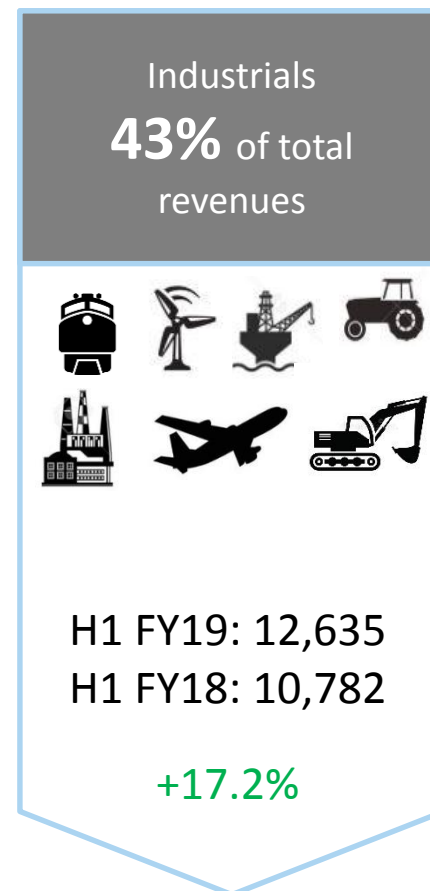 Industrials
43% of total
revenues
H1 FY19: 12,635
H1 FY18: 10,782
+17.2%